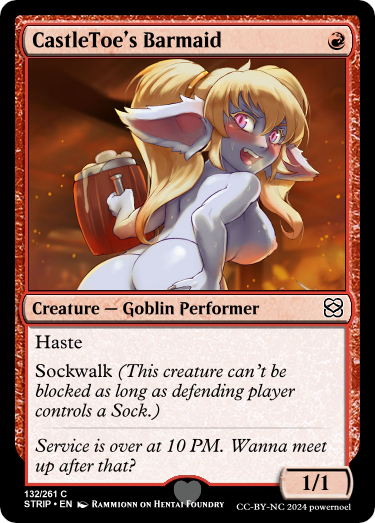 CastleToe's Barmaid
Creature — Goblin Performer
Haste
Sockwalk (This creature can't be
blocked as long as defending player
controls a Sock.)
Service is over at 10 PM. Wanna meet
up after that?
1/1
132/261 C
STRIP • EN Rammion on Hentai Foundry
CC-BY-NC 2024 powernoel